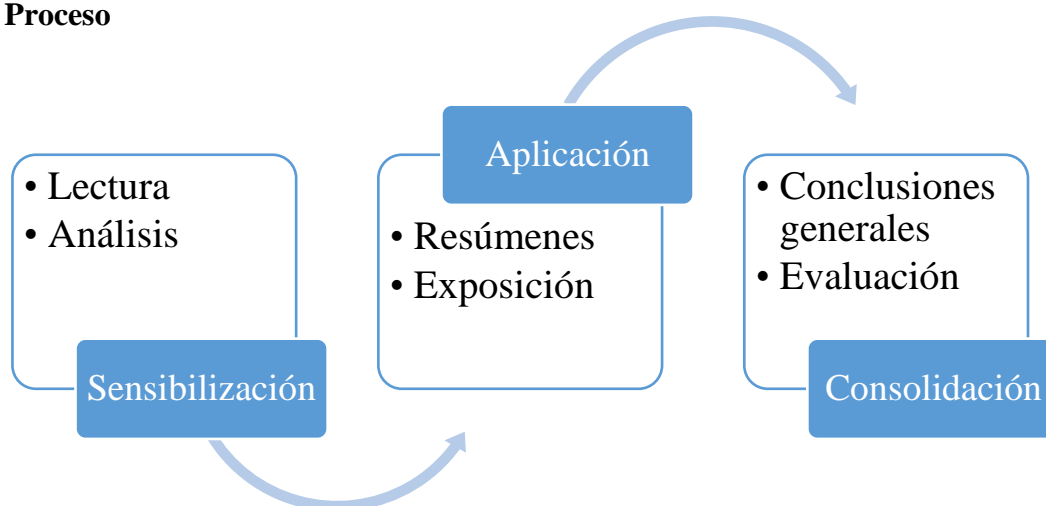 Proceso
• Lectura
• Análisis
Sensibilización
Aplicación
• Resúmenes
• Exposición
• Conclusiones
generales
• Evaluación
Consolidación